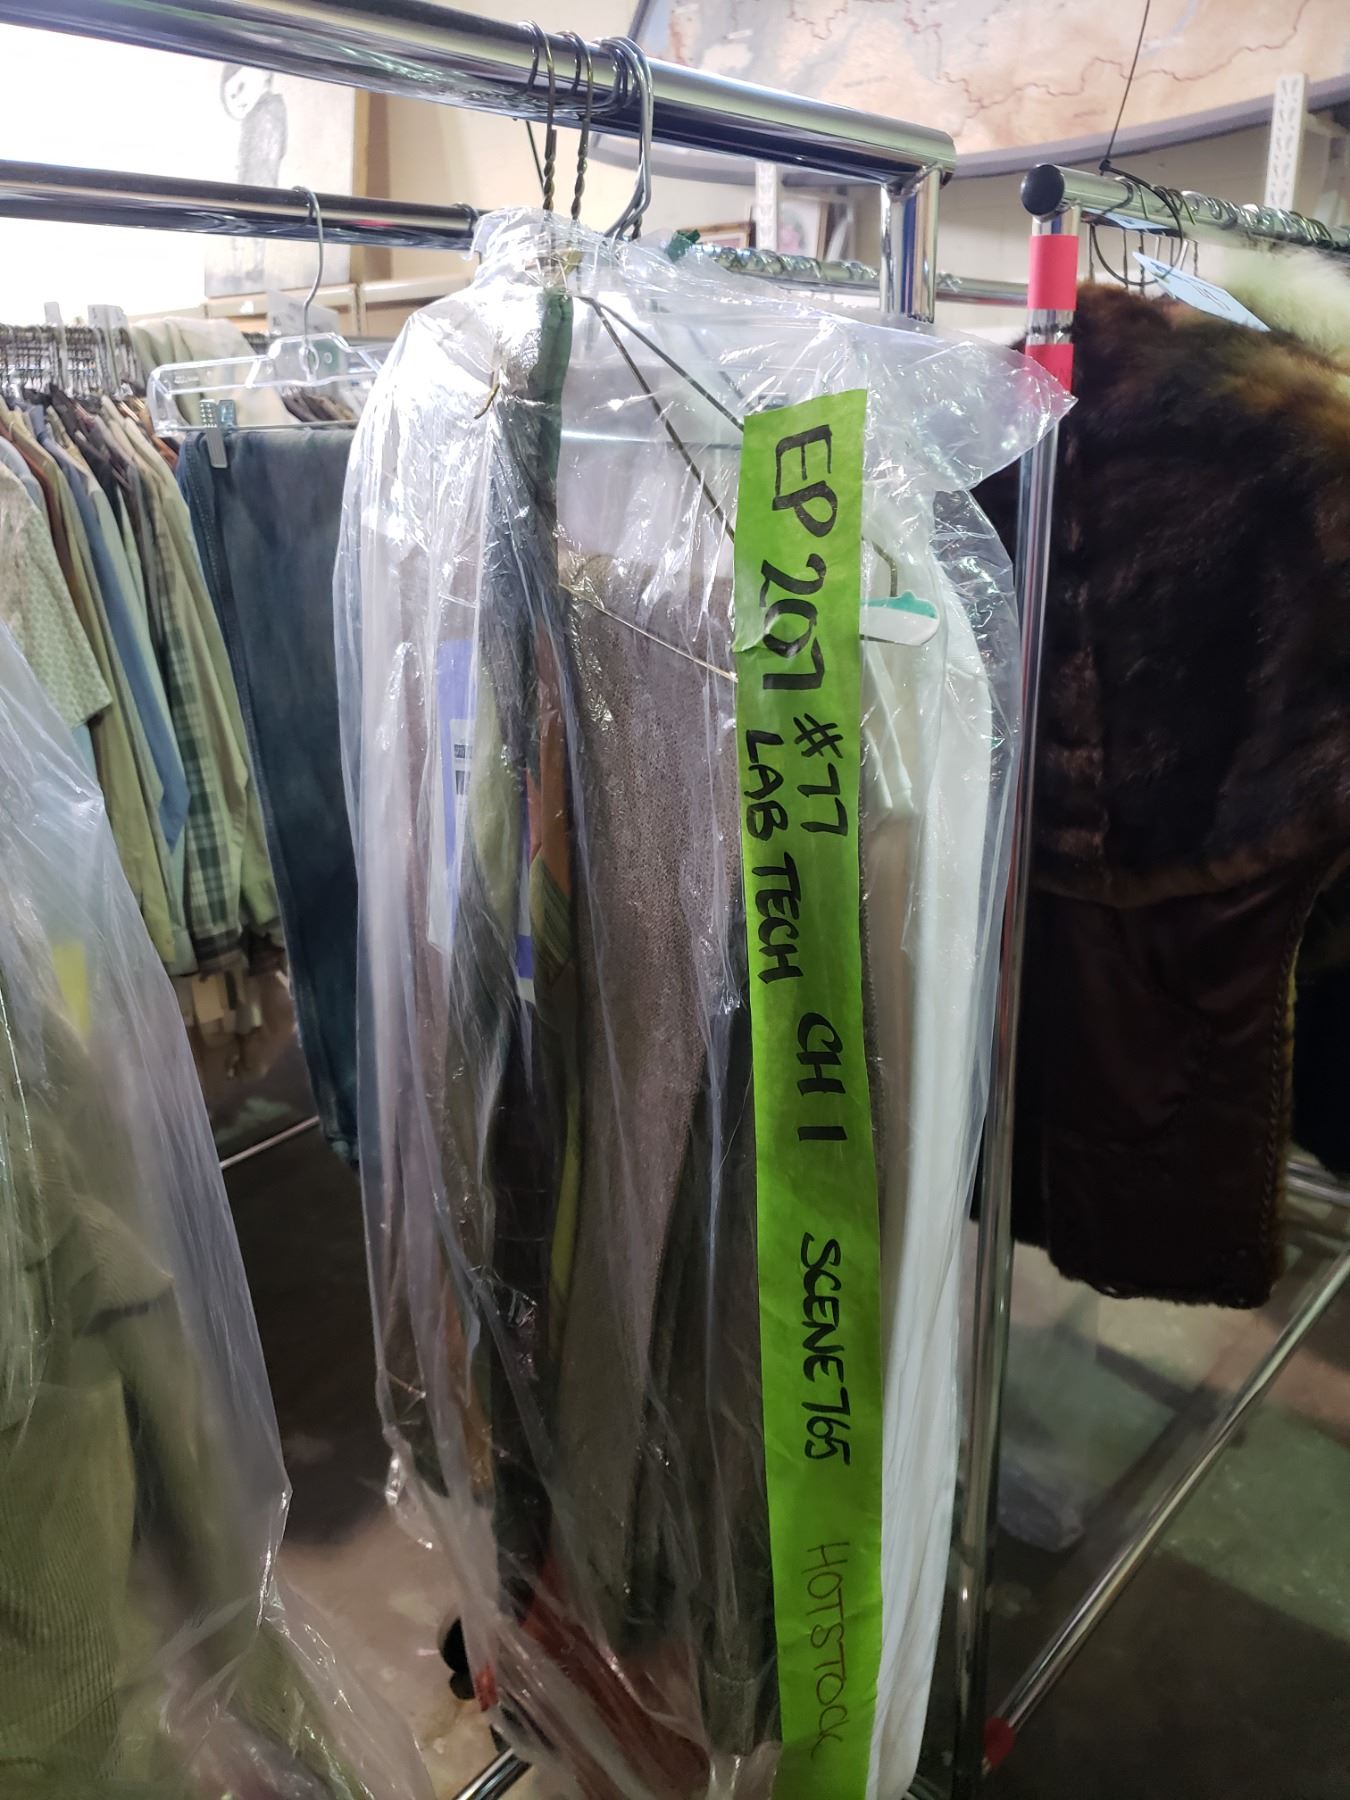 EP 207 #77
LAB TECH CH 1 SCENE 765 HOTSTOCK